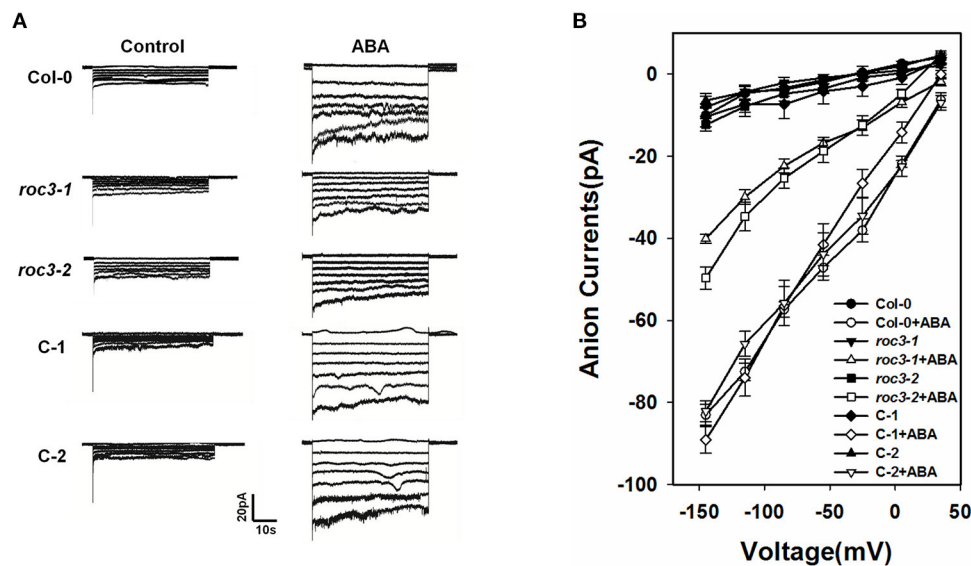 A
Control
ABA
Col-0
roc3-1
roc3-2
C-1
C-2
20pA
10s
B
Anion Currents(pA)
0
-20
-40
-60
-80
-100
-150
-100
-50
0
50
Voltage(mV)
Col-0
Col-0+ABA
roc3-1
roc3-1+ABA
roc3-2
roc3-2+ABA
C-1
C-1+ABA
C-2
C-2+ABA